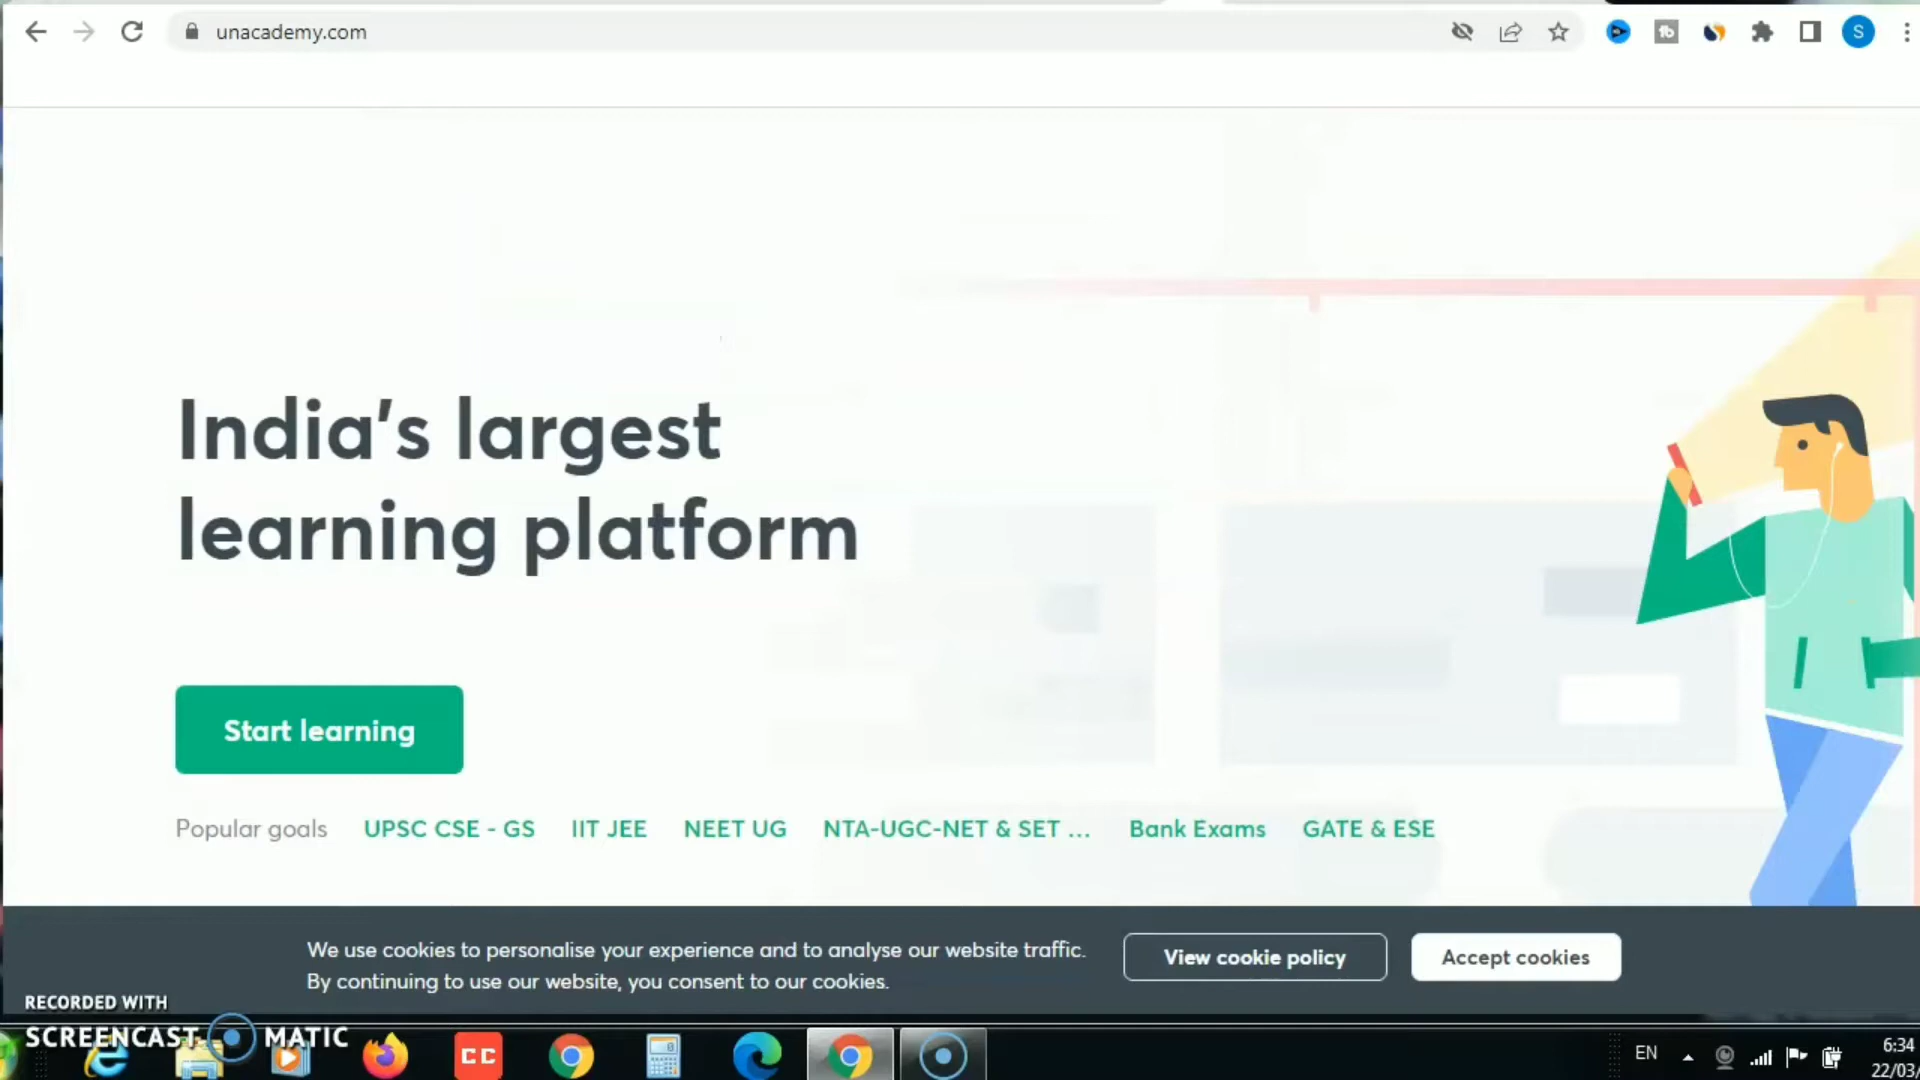 unacademy.com
S
India's largest
learning platform
Start learning
Popular goals UPSC CSE - GS IIT JEE NEET UG NTA-UGC-NET & SET ... Bank Exams GATE & ESE
We use cookies to personalise your experience and to analyse our website traffic.
By continuing to use our website, you consent to our cookies.
View cookie policy
Accept cookies
RECORDED WITH
SCREENCAST MATIC
CC
EN
6:34
22/03/